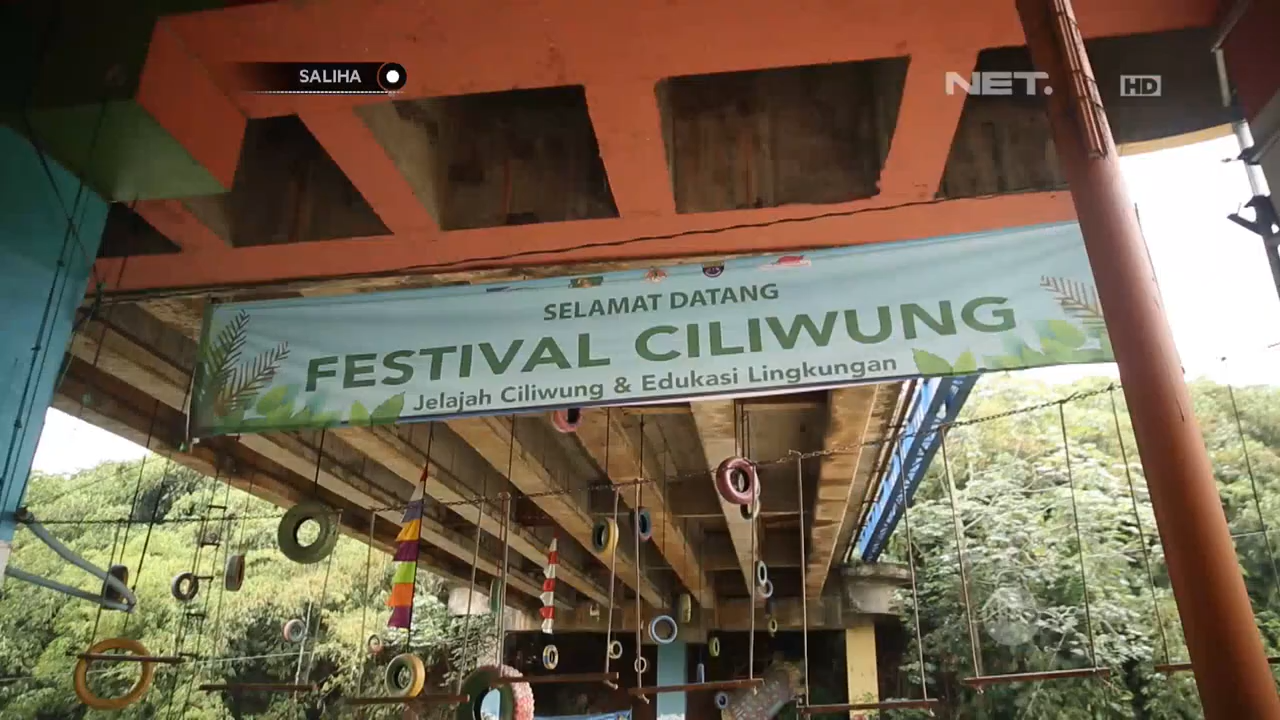 SALIHA
NET.
HD
SELAMAT DATANG
FESTIVAL CILIWUNG
Jelajah Ciliwung & Edukasi Lingkungan